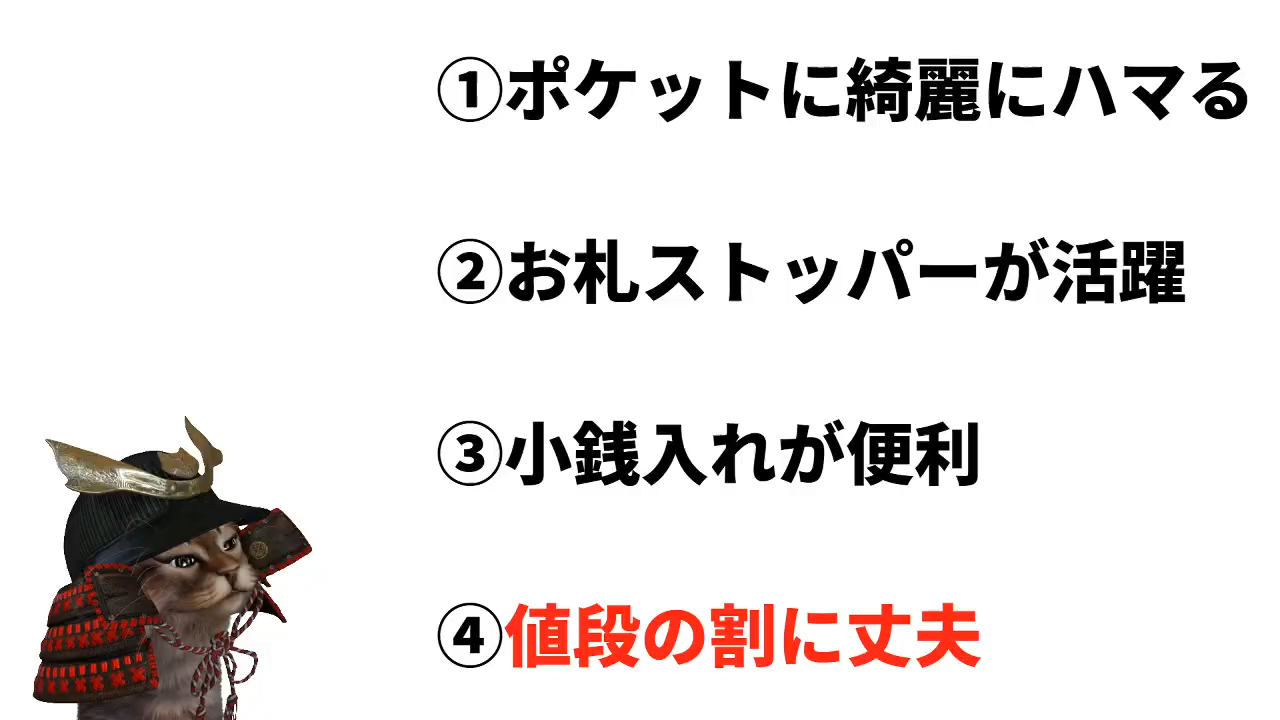 ①ポケットに綺麗にハマる
②お札ストッパーが活躍
③小銭入れが便利
④値段の割に丈夫